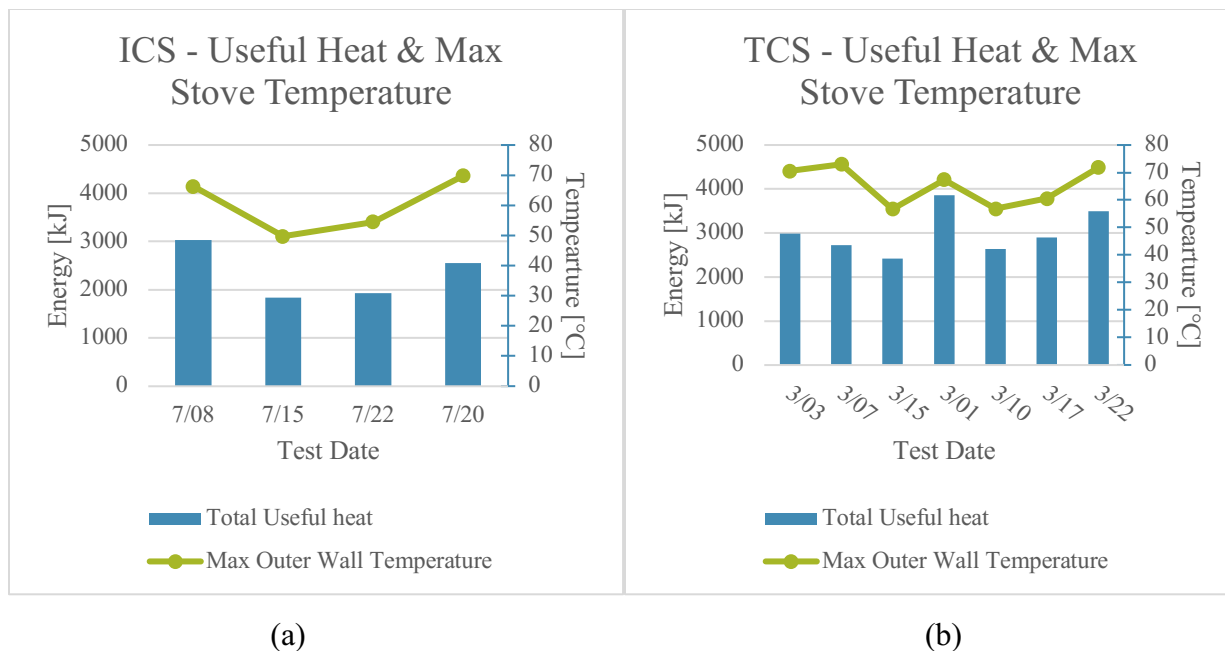 ICS - Useful Heat & Max
Stove Temperature
5000
4000
3000
2000
1000
0
80
70
60
50
40
30
20
10
0
Energy [kJ]
Tempearture [°C]
7/08
7/15
7/22
7/20
Test Date
Total Useful heat
Max Outer Wall Temperature
(a)
TCS - Useful Heat & Max
Stove Temperature
5000
4000
3000
2000
1000
0
80
70
60
50
40
30
20
10
0
Energy [kJ]
Tempearture [°C]
3/03
3/07
3/15
3/01
3/10
3/17
3/22
Test Date
Total Useful heat
Max Outer Wall Temperature
(b)